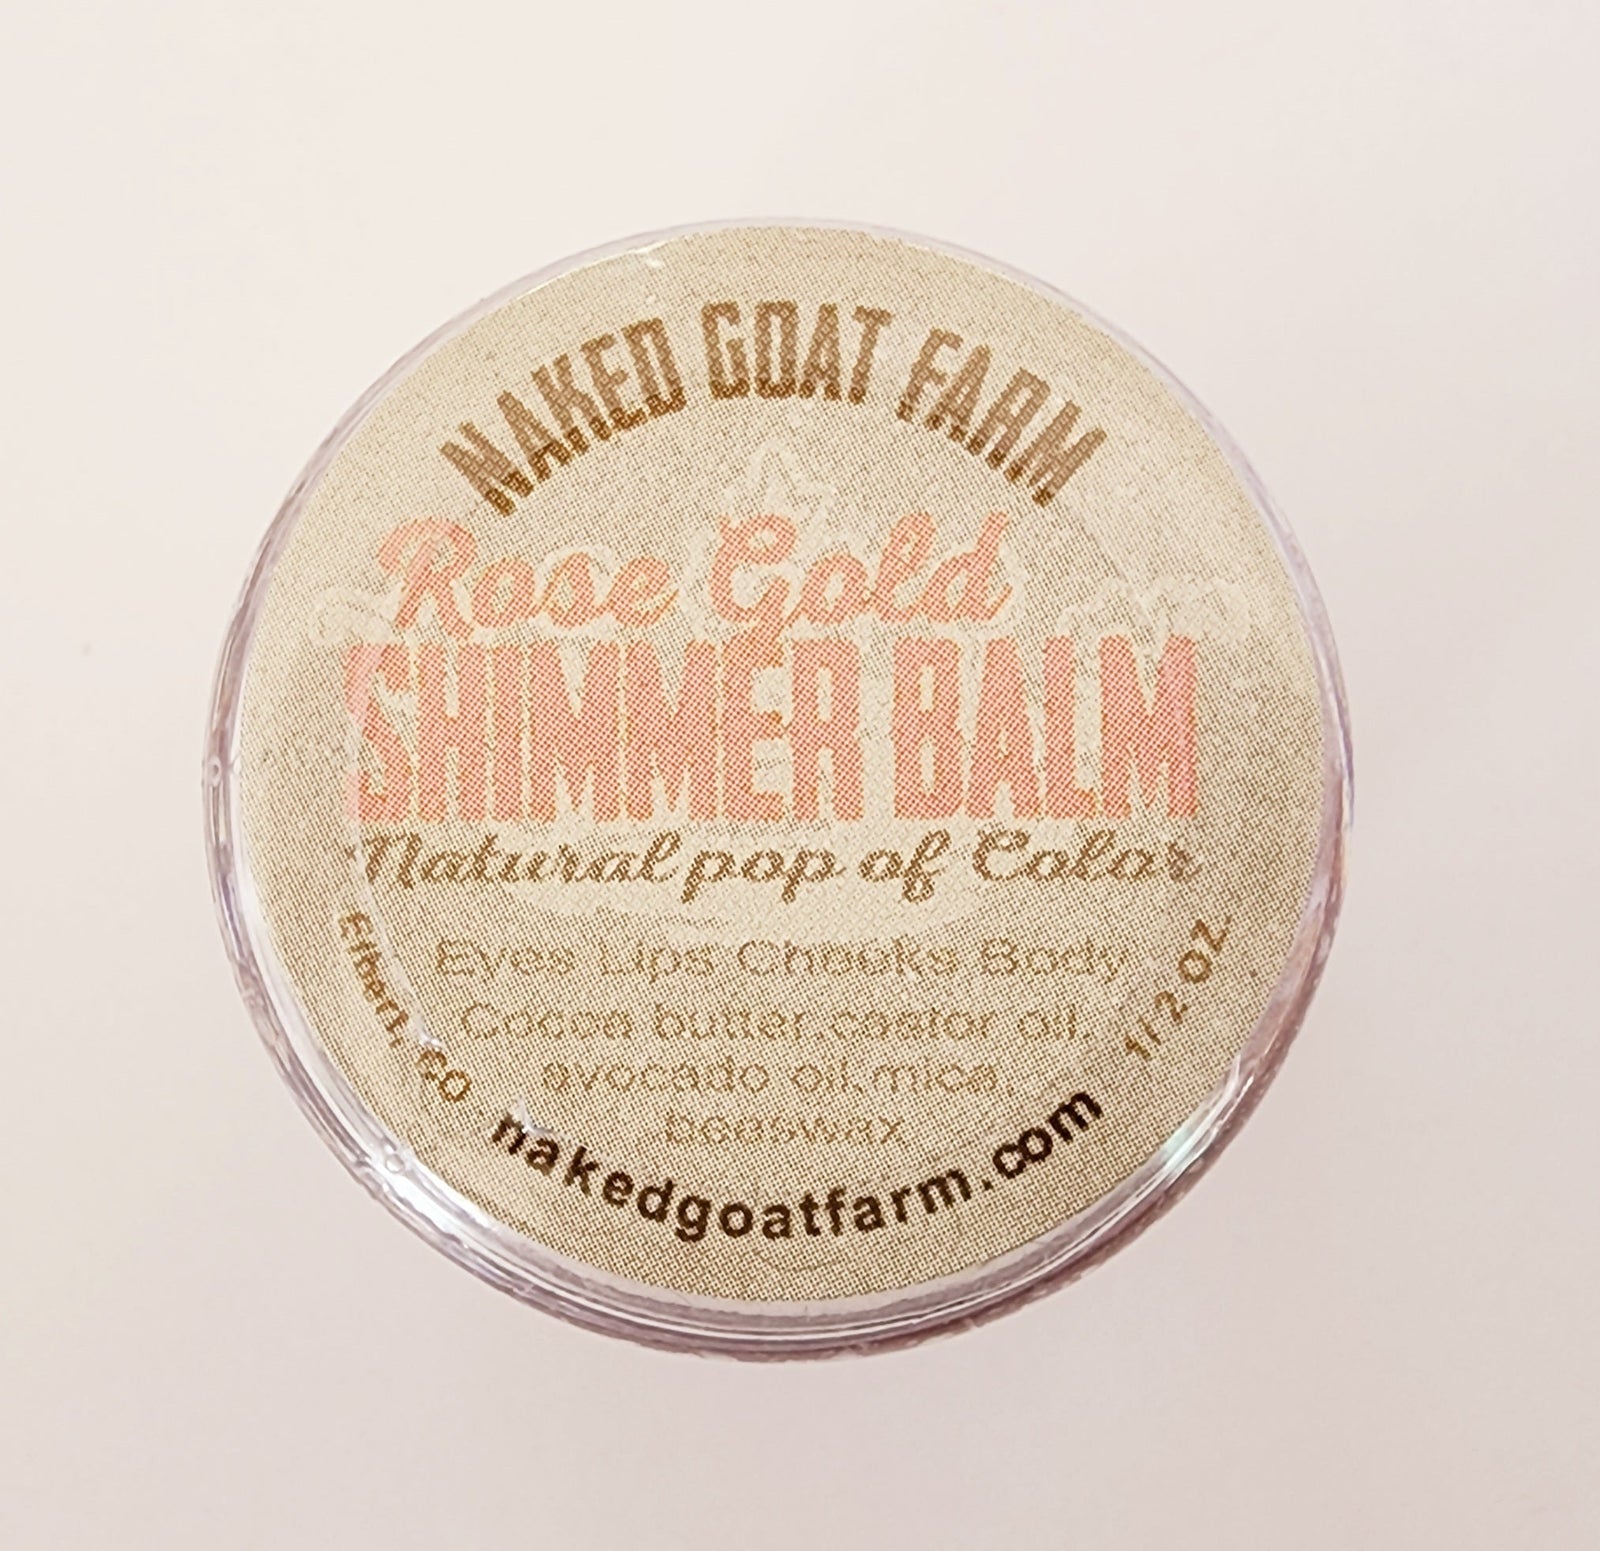 NAKED GOAT FARM
Rose Gold
SHIMMER BALM
Natural pop of Color
Eyes Lips Cheeks Body
Cocoa butter, castor oil,
avocado oil, mica,
beeswax
Elbert, CO
nakedgoatfarm.com
1/2 OZ.